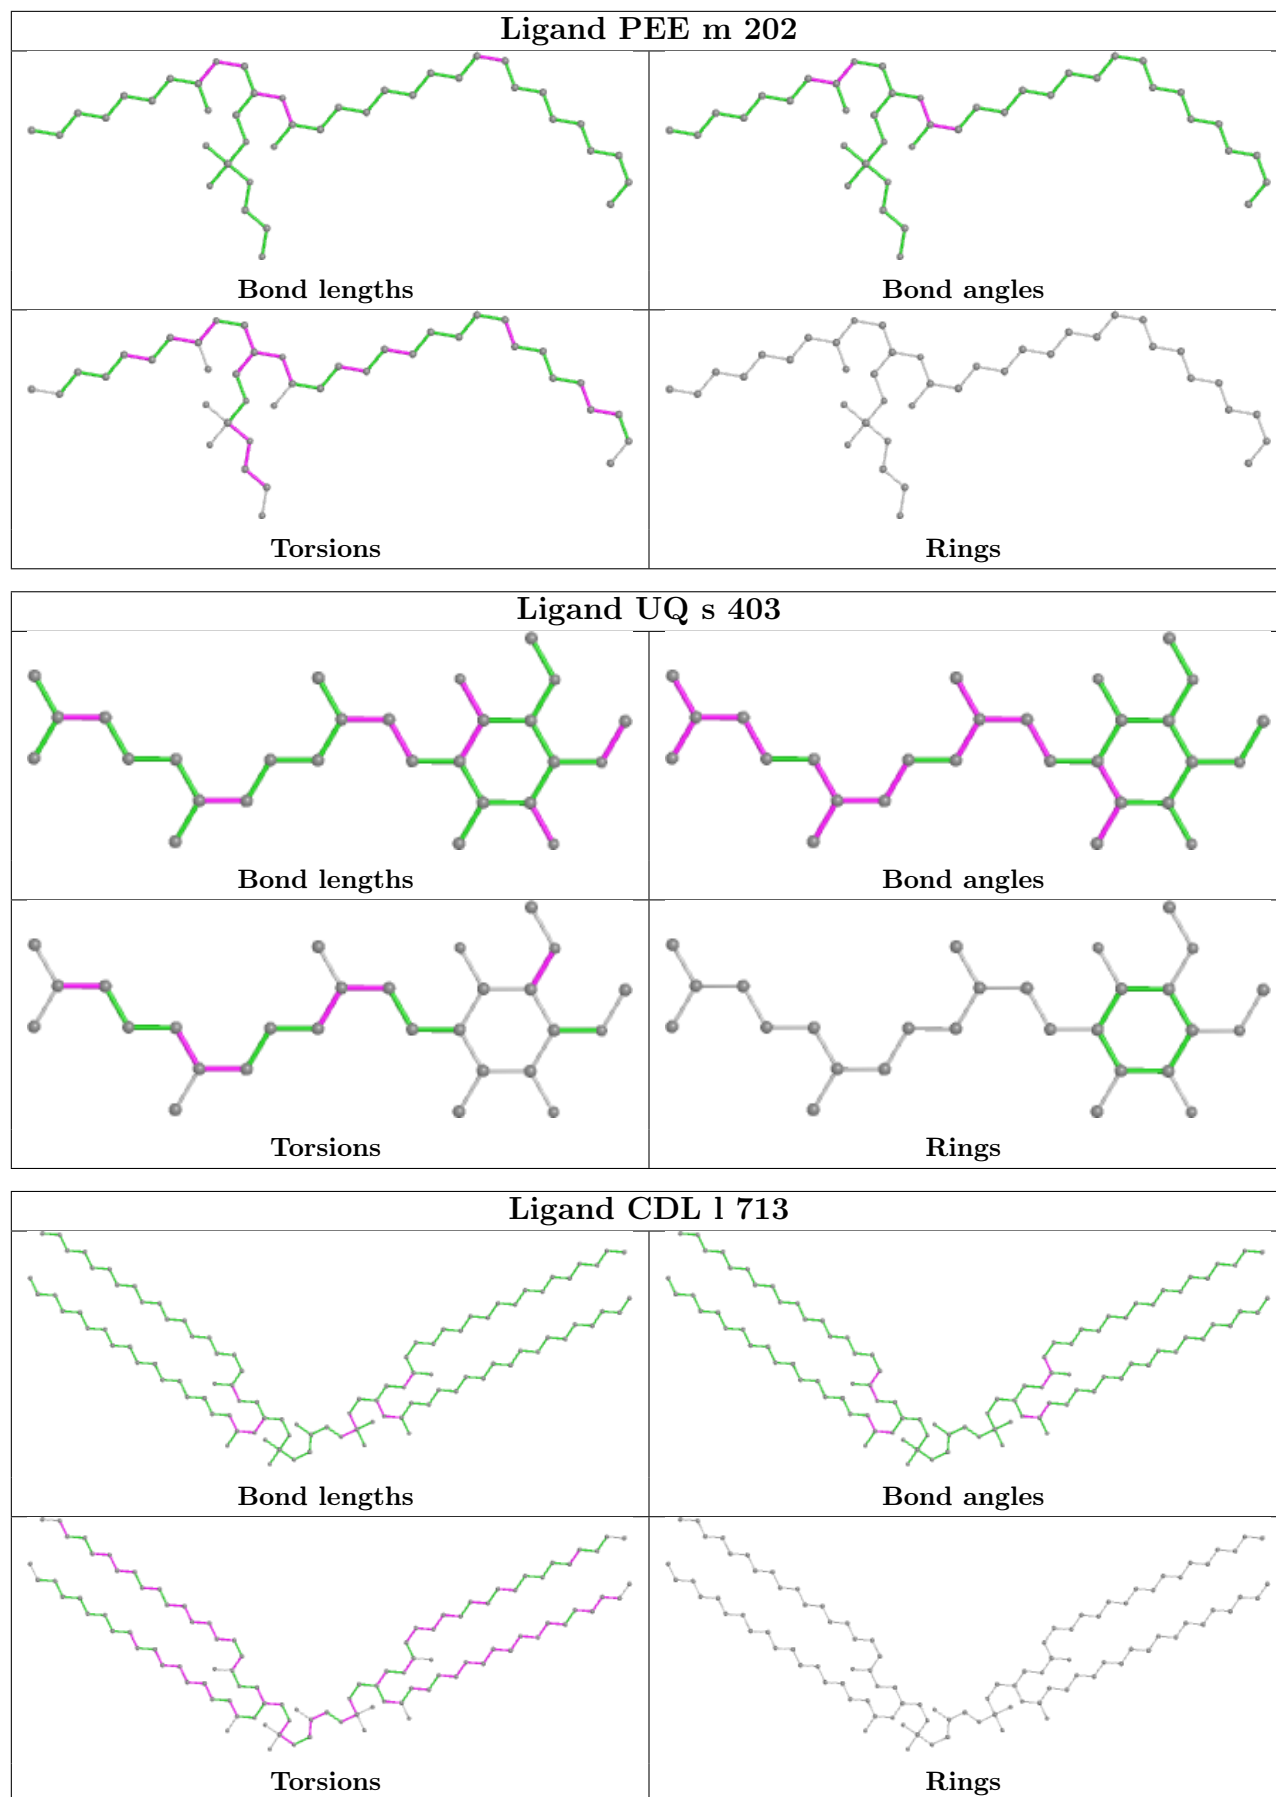 Ligand PEE m 202
Bond lengths
Bond angles
Torsions
Rings
Ligand UQ s 403
Bond lengths
Bond angles
Torsions
Rings
Ligand CDL l 713
Bond lengths
Bond angles
Torsions
Rings